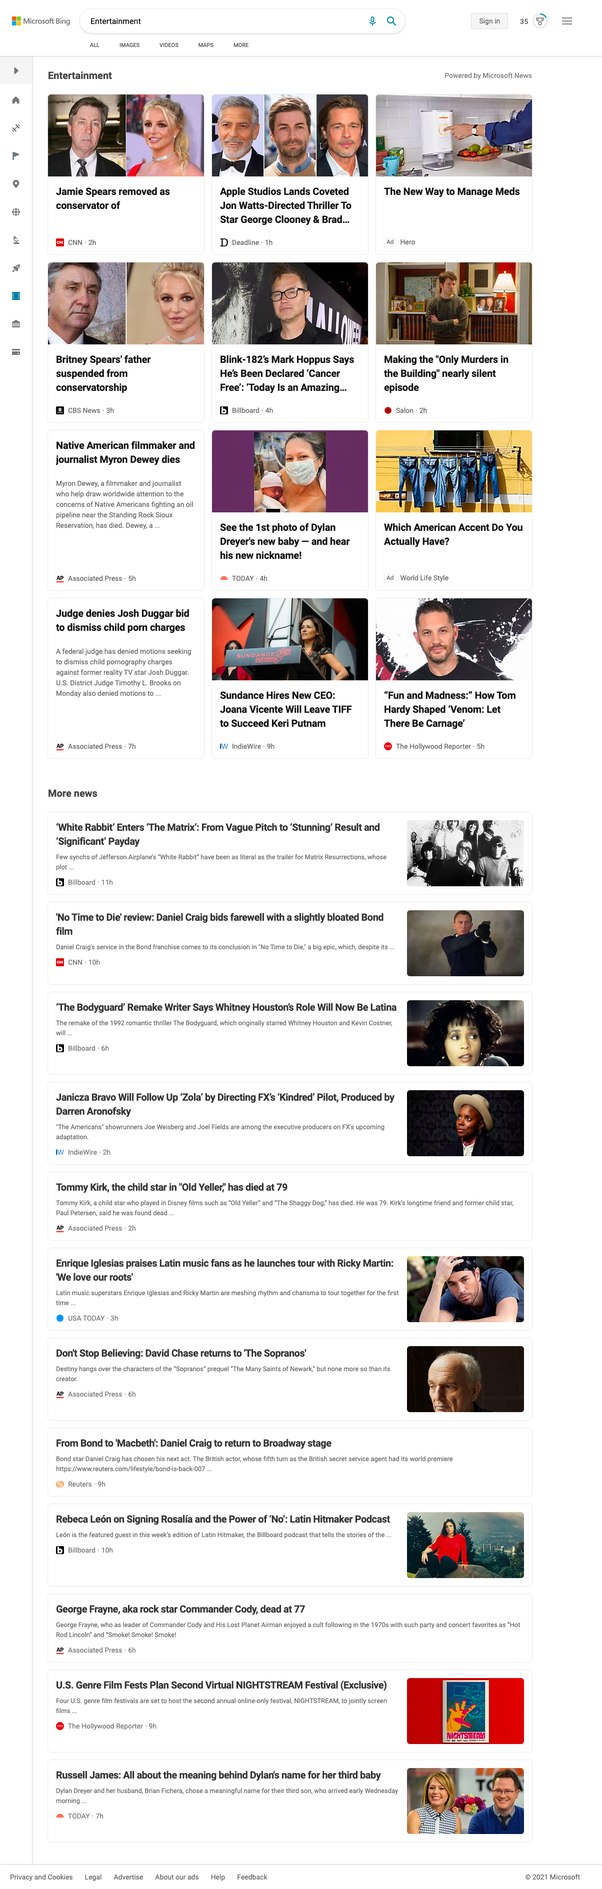 Microsoft Bing
Entertainment
Sign in
35
ALL IMAGES VIDEOS MAPS MORE
Entertainment
Powered by Microsoft News
Jamie Spears removed as
conservator of
CNN · 2h
Apple Studios Lands Coveted
Jon Watts-Directed Thriller To
Star George Clooney & Brad...
Deadline · 1h
The New Way to Manage Meds
Ad Hero
Britney Spears' father
suspended from
conservatorship
CBS News · 3h
Blink-182's Mark Hoppus Says
He's Been Declared 'Cancer
Free': 'Today Is an Amazing...
Billboard · 4h
Making the "Only Murders in
the Building" nearly silent
episode
Salon · 2h
Native American filmmaker and
journalist Myron Dewey dies
Myron Dewey, a filmmaker and journalist
who help draw worldwide attention to the
concerns of Native Americans fighting an oil
pipeline near the Standing Rock Sioux
Reservation, has died. Dewey, a ...
AP Associated Press · 5h
See the 1st photo of Dylan
Dreyer's new baby — and hear
his new nickname!
TODAY · 4h
Which American Accent Do You
Actually Have?
Ad World Life Style
Judge denies Josh Duggar bid
to dismiss child porn charges
A federal judge has denied motions seeking
to dismiss child pornography charges
against former reality TV star Josh Duggar.
U.S. District Judge Timothy L. Brooks on
Monday also denied motions to ...
AP Associated Press · 7h
SUNDANCE
Sundance Hires New CEO:
Joana Vicente Will Leave TIFF
to Succeed Keri Putnam
IW IndieWire · 9h
"Fun and Madness:" How Tom
Hardy Shaped 'Venom: Let
There Be Carnage'
The Hollywood Reporter · 5h
More news
'White Rabbit' Enters 'The Matrix': From Vague Pitch to 'Stunning' Result and
'Significant' Payday
Few synchs of Jefferson Airplane's "White Rabbit" have been as literal as the trailer for Matrix Resurrections, whose
plot ...
Billboard · 11h
'No Time to Die' review: Daniel Craig bids farewell with a slightly bloated Bond
film
Daniel Craig's service in the Bond franchise comes to its conclusion in "No Time to Die," a big epic, which, despite its ...
CNN · 10h
'The Bodyguard' Remake Writer Says Whitney Houston's Role Will Now Be Latina
The remake of the 1992 romantic thriller The Bodyguard, which originally starred Whitney Houston and Kevin Costner,
will ...
Billboard · 6h
Janicza Bravo Will Follow Up 'Zola' by Directing FX's 'Kindred' Pilot, Produced by
Darren Aronofsky
"The Americans" showrunners Joe Weisberg and Joel Fields are among the executive producers on FX's upcoming
adaptation.
IW IndieWire · 2h
Tommy Kirk, the child star in "Old Yeller," has died at 79
Tommy Kirk, a child star who played in Disney films such as "Old Yeller" and "The Shaggy Dog," has died. He was 79. Kirk's longtime friend and former child star,
Paul Petersen, said he was found dead ...
AP Associated Press · 2h
Enrique Iglesias praises Latin music fans as he launches tour with Ricky Martin:
'We love our roots'
Latin music superstars Enrique Iglesias and Ricky Martin are meshing rhythm and charisma to tour together for the first
time ...
USA TODAY · 3h
Don't Stop Believing: David Chase returns to 'The Sopranos'
Destiny hangs over the characters of the "Sopranos" prequel "The Many Saints of Newark," but none more so than its
creator.
AP Associated Press · 6h
From Bond to 'Macbeth': Daniel Craig to return to Broadway stage
Bond star Daniel Craig has chosen his next act. The British actor, whose fifth turn as the British secret service agent had its world premiere
https://www.reuters.com/lifestyle/bond-is-back-007 ...
Reuters · 9h
Rebeca León on Signing Rosalía and the Power of 'No': Latin Hitmaker Podcast
León is the featured guest in this week's edition of Latin Hitmaker, the Billboard podcast that tells the stories of the ...
Billboard · 10h
George Frayne, aka rock star Commander Cody, dead at 77
George Frayne, who as leader of Commander Cody and His Lost Planet Airman enjoyed a cult following in the 1970s with such party and concert favorites as "Hot
Rod Lincoln" and "Smoke! Smoke! Smoke!
AP Associated Press · 6h
U.S. Genre Film Fests Plan Second Virtual NIGHTSTREAM Festival (Exclusive)
Four U.S. genre film festivals are set to host the second annual online-only festival, NIGHTSTREAM, to jointly screen
films ...
The Hollywood Reporter · 9h
NIGHTSTREAM
Russell James: All about the meaning behind Dylan's name for her third baby
Dylan Dreyer and her husband, Brian Fichera, chose a meaningful name for their third son, who arrived early Wednesday
morning ...
TODAY · 7h
Privacy and Cookies Legal Advertise About our ads Help Feedback
© 2021 Microsoft